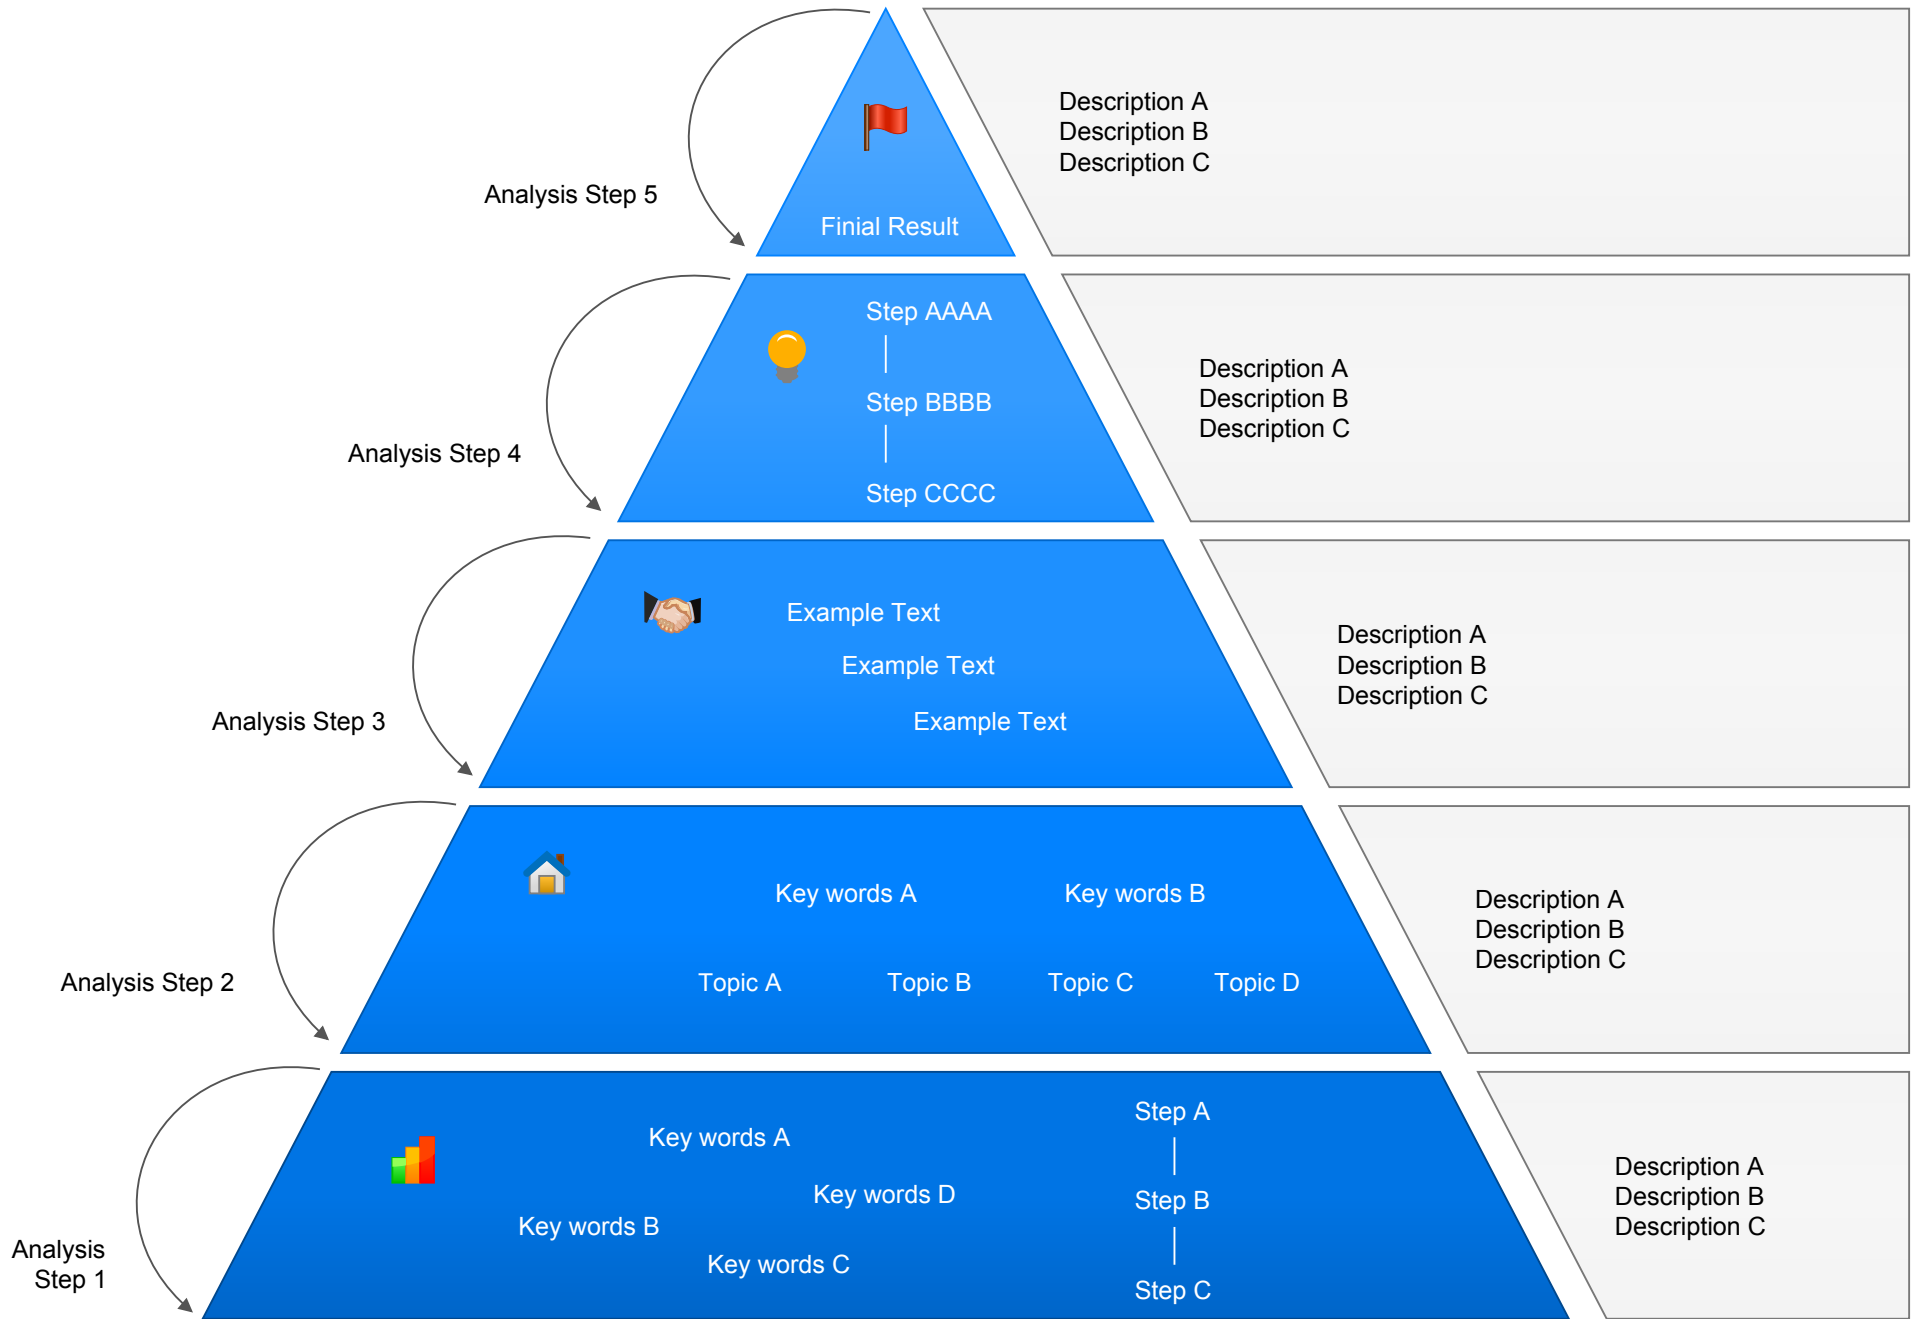 Analysis Step 5
Finial Result
Description A
Description B
Description C
Analysis Step 4
Step AAAA
Step BBBB
Step CCCC
Description A
Description B
Description C
Analysis Step 3
Example Text
Example Text
Example Text
Description A
Description B
Description C
Analysis Step 2
Key words A
Key words B
Topic A
Topic B
Topic C
Topic D
Description A
Description B
Description C
Analysis
Step 1
Key words A
Key words D
Key words B
Key words C
Step A
Step B
Step C
Description A
Description B
Description C